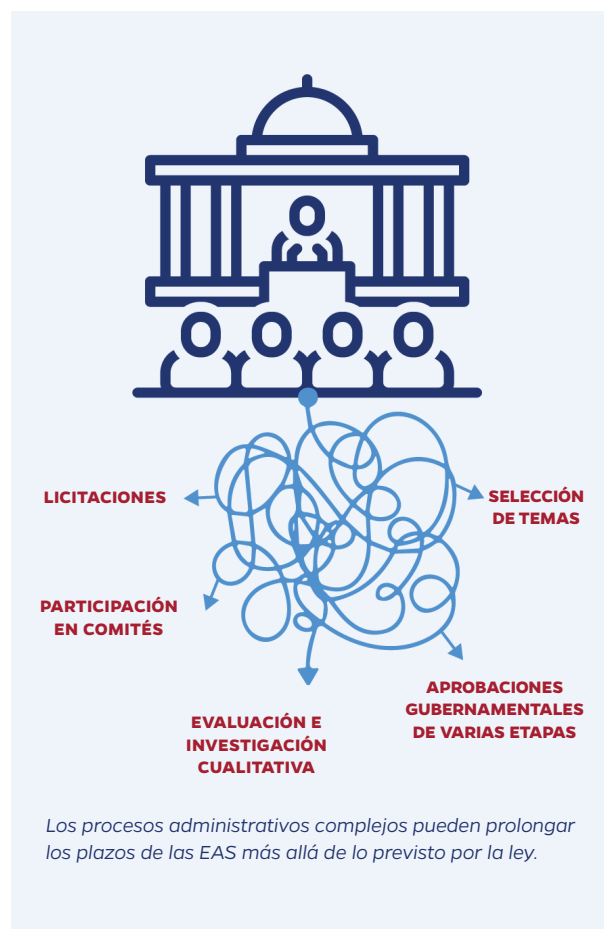 LICITACIONES
SELECCIÓN
DE TEMAS
PARTICIPACIÓN
EN COMITÉS
EVALUACIÓN E
INVESTIGACIÓN
CUALITATIVA
APROBACIONES
GUBERNAMENTALES
DE VARIAS ETAPAS
Los procesos administrativos complejos pueden prolongar
los plazos de las EAS más allá de lo previsto por la ley.